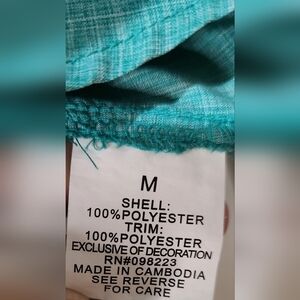 M
SHELL:
100%POLYESTER
TRIM:
100%POLYESTER
EXCLUSIVE OF DECORATION
RN#098223
MADE IN CAMBODIA
SEE REVERSE
FOR CARE